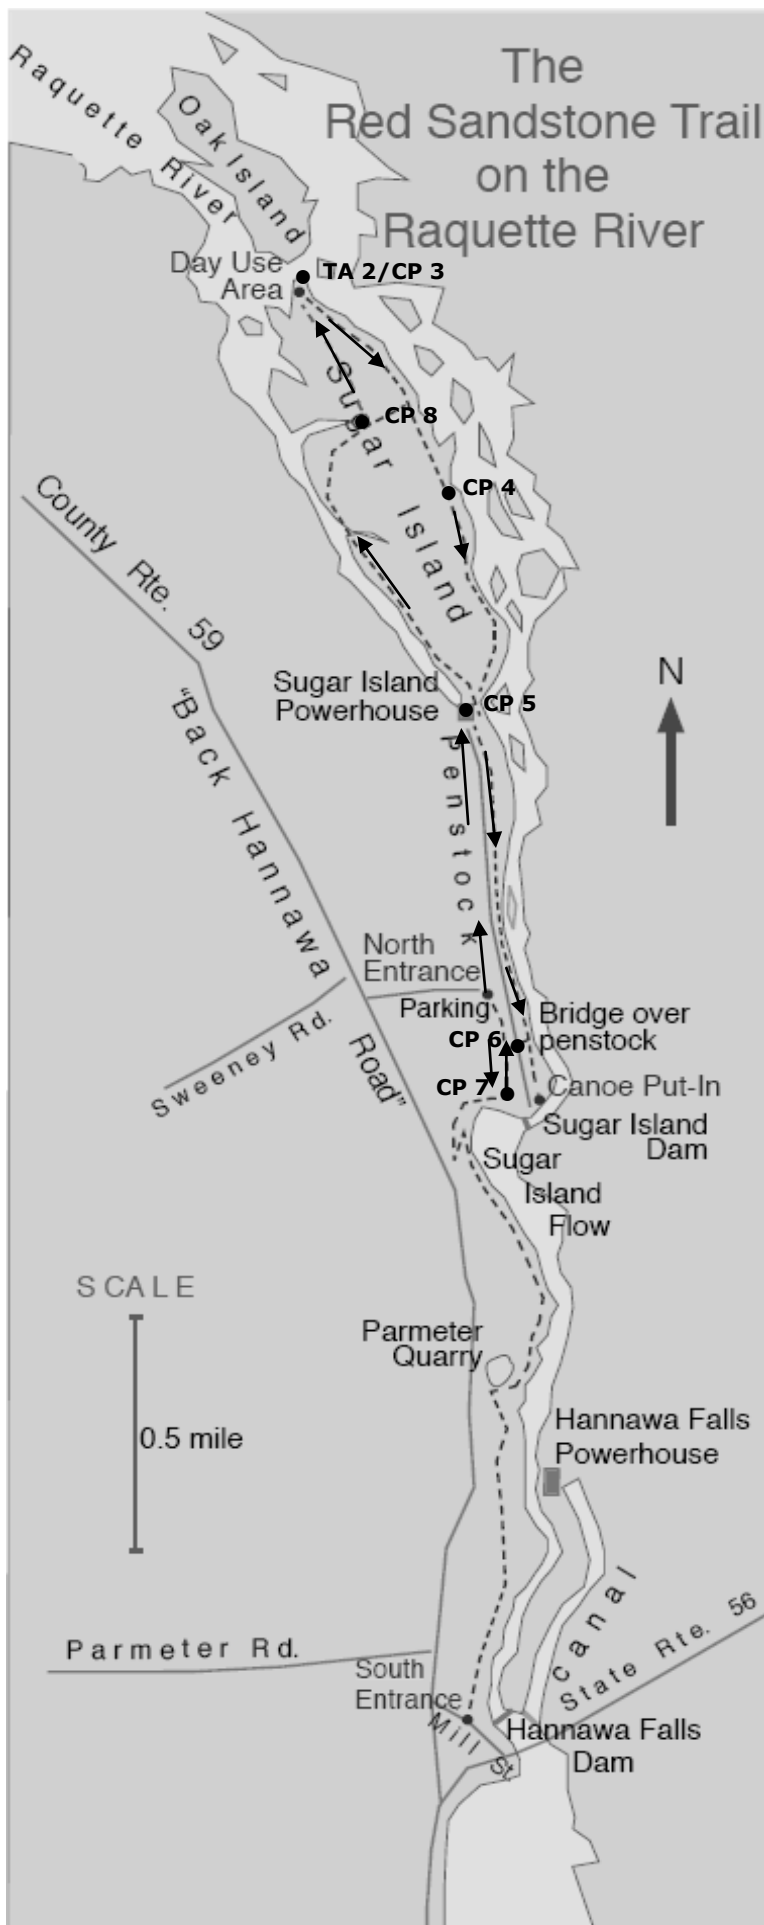 The
Red Sandstone Trail
on the
Raquette River
Raquette River
Oak Island
Day Use
Area
TA 2/CP 3
CP 8
Sugar Island
CP 4
County Rte. 59
Sugar Island
Powerhouse
CP 5
N
"Back Hannawa
Road"
Penstock
North
Entrance
Parking
Bridge over
penstock
CP 6
Sweeney Rd.
CP 7
Canoe Put-In
Sugar Island
Dam
Sugar
Island
Flow
SCALE
0.5 mile
Parmeter
Quarry
Hannawa Falls
Powerhouse
canal
State Rte. 56
Parmeter Rd.
South
Entrance
Mill St.
Hannawa Falls
Dam